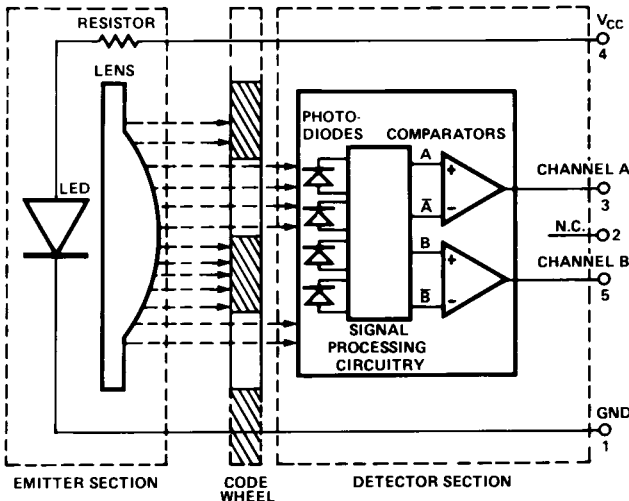 RESISTOR
V_CC
4
LENS
PHOTO-
DIODES
COMPARATORS
LED
A
+
CHANNEL A
3
A̅
−
N.C.
2
B
+
CHANNEL B
5
B̅
−
SIGNAL
PROCESSING
CIRCUITRY
GND
1
EMITTER SECTION
CODE
WHEEL
DETECTOR SECTION